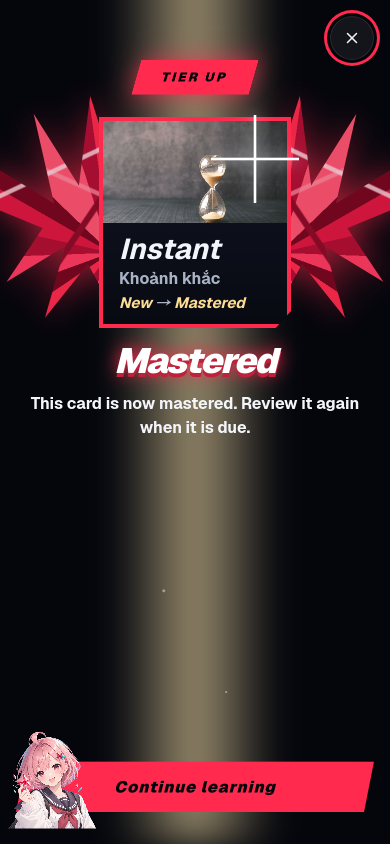 TIER UP
Instant
Khoảnh khắc
New → Mastered
Mastered
This card is now mastered. Review it again
when it is due.
Continue learning